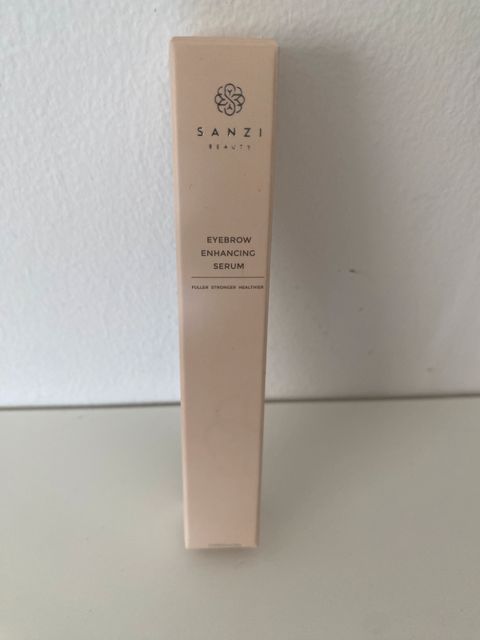 SANZI
BEAUTY
EYEBROW
ENHANCING
SERUM
FULLER STRONGER HEALTHIER